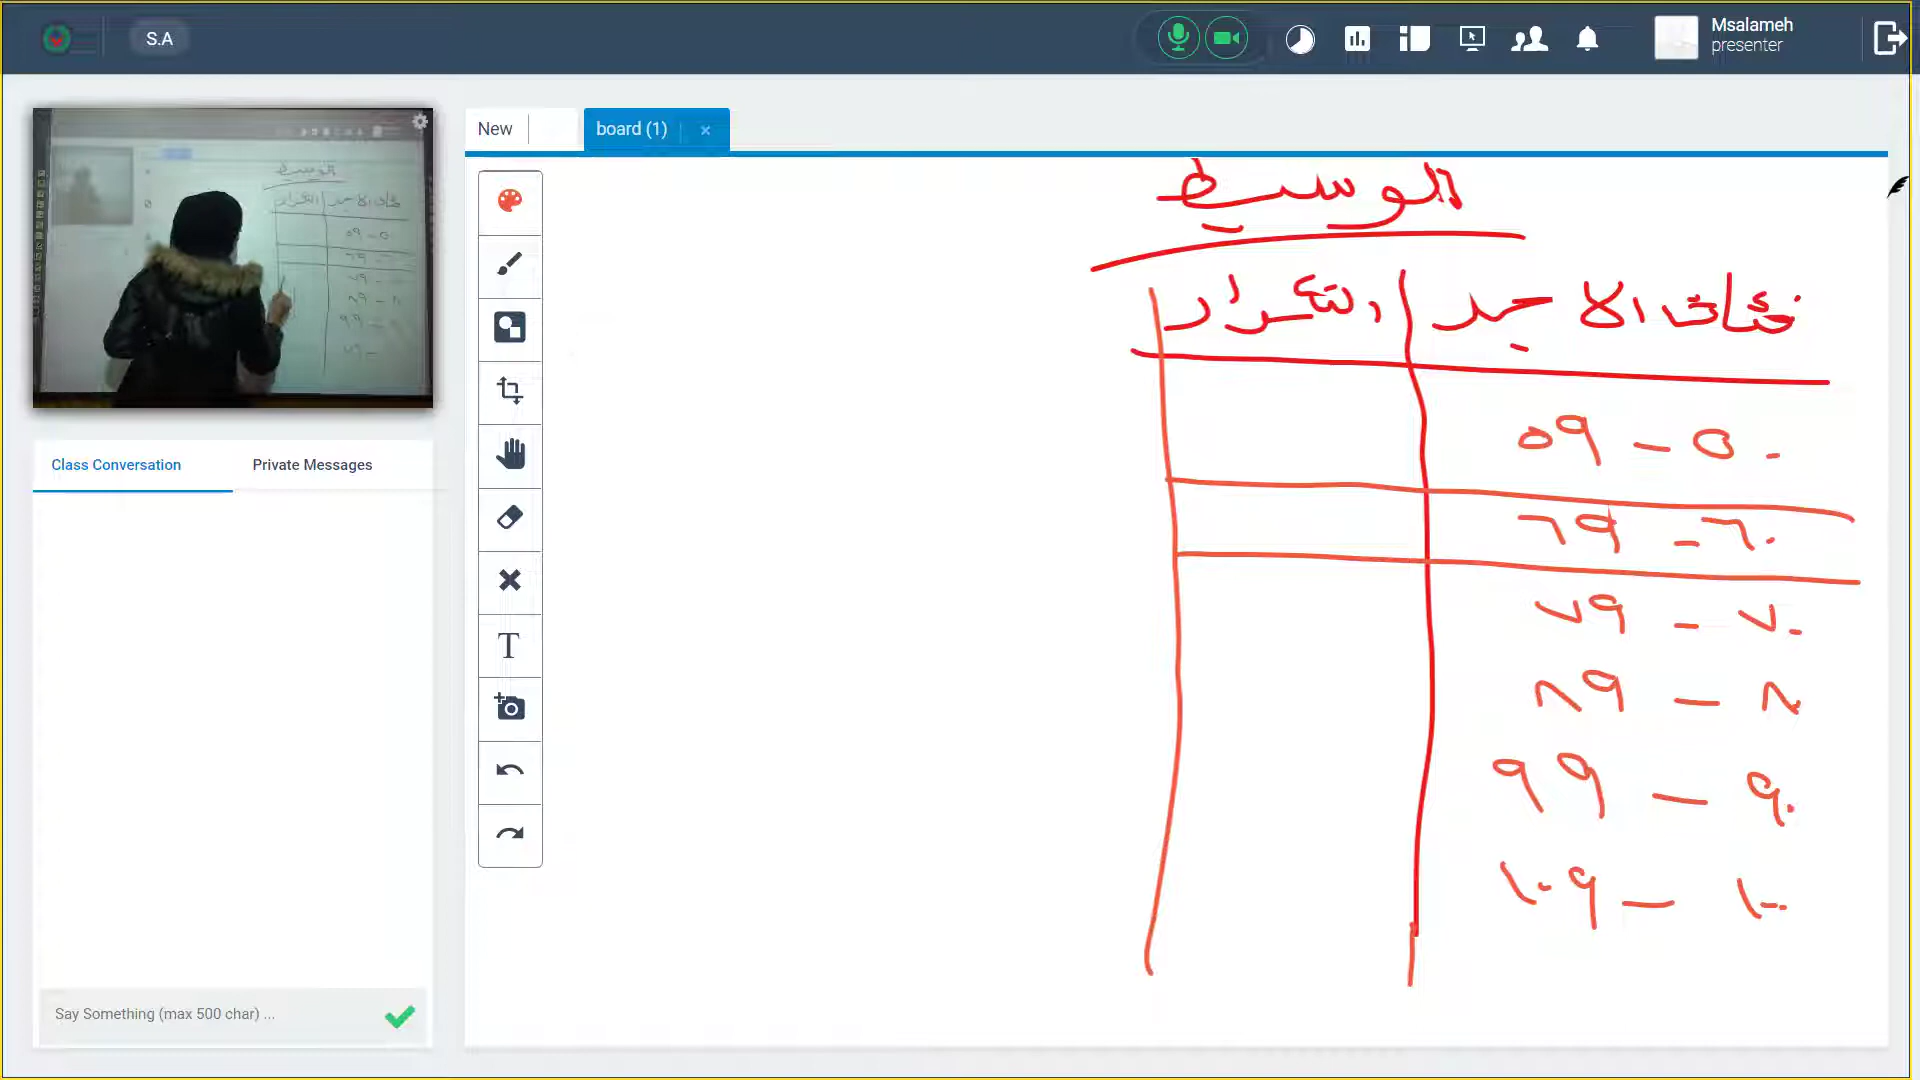 S.A
Msalameh
presenter
New
board (1)
Class Conversation
Private Messages
T
Say Something (max 500 char) ...
الوسيط
فئات الاجر التكرار
٥٠ – ٥٩
٦٠ – ٦٩
٧٠ – ٧٩
٨٠ – ٨٩
٩٠ – ٩٩
١٠٠ – ١٠٩